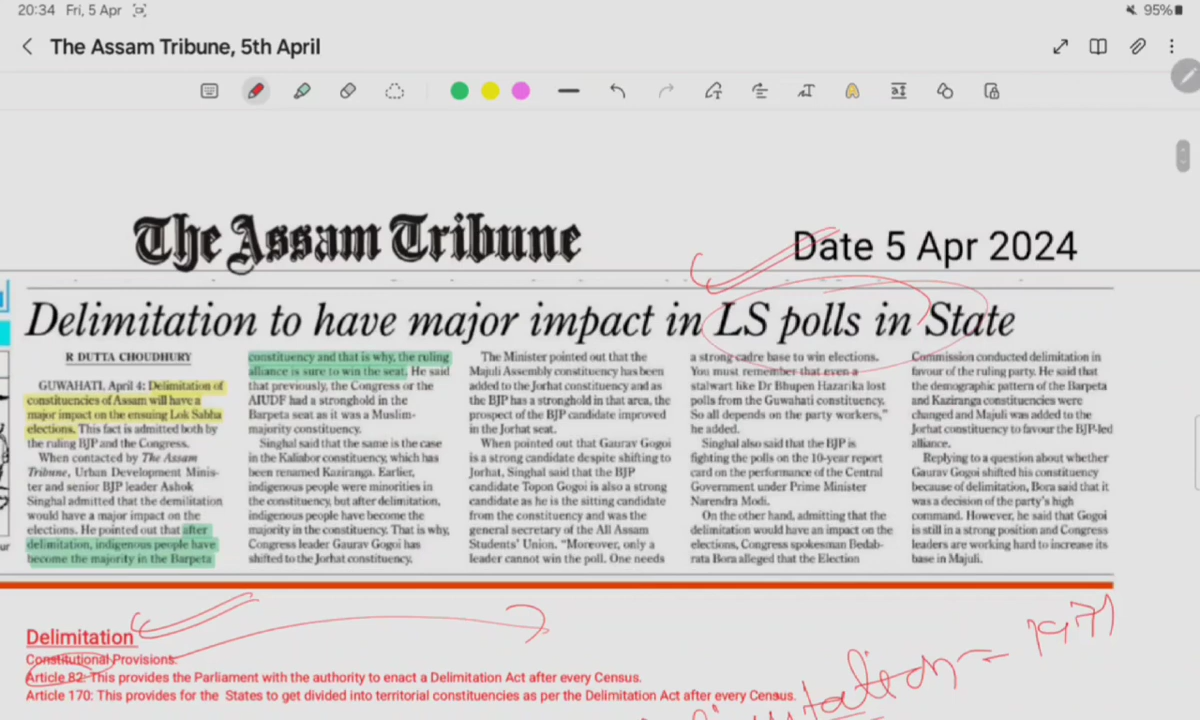 20:34 Fri, 5 Apr
95%
The Assam Tribune, 5th April
The Assam Tribune
Date 5 Apr 2024
Delimitation to have major impact in LS polls in State
R DUTTA CHOUDHURY
GUWAHATI, April 4: Delimitation of
constituencies of Assam will have a
major impact on the ensuing Lok Sabha
elections. This fact is admitted both by
the ruling BJP and the Congress.
When contacted by The Assam
Tribune, Urban Development Minis-
ter and senior BJP leader Ashok
Singhal admitted that the demilitation
would have a major impact on the
elections. He pointed out that after
delimitation, indigenous people have
become the majority in the Barpeta
constituency and that is why, the ruling
alliance is sure to win the seat. He said
that previously, the Congress or the
AIUDF had a stronghold in the
Barpeta seat as it was a Muslim-
majority constituency.
Singhal said that the same is the case
in the Kaliabor constituency, which has
been renamed Kaziranga. Earlier,
indigenous people were minorities in
the constituency, but after delimitation,
indigenous people have become the
majority in the constituency. That is why,
Congress leader Gaurav Gogoi has
shifted to the Jorhat constituency.
The Minister pointed out that the
Majuli Assembly constituency has been
added to the Jorhat constituency and as
the BJP has a stronghold in that area, the
prospect of the BJP candidate improved
in the Jorhat seat.
When pointed out that Gaurav Gogoi
is a strong candidate despite shifting to
Jorhat, Singhal said that the BJP
candidate Topon Gogoi is also a strong
candidate as he is the sitting candidate
from the constituency and was the
general secretary of the All Assam
Students' Union. "Moreover, only a
leader cannot win the poll. One needs
a strong cadre base to win elections.
You must remember that even a
stalwart like Dr Bhupen Hazarika lost
polls from the Guwahati constituency.
So all depends on the party workers,"
he added.
Singhal also said that the BJP is
fighting the polls on the 10-year report
card on the performance of the Central
Government under Prime Minister
Narendra Modi.
On the other hand, admitting that the
delimitation would have an impact on the
elections, Congress spokesman Bedab-
rata Bora alleged that the Election
Commission conducted delimitation in
favour of the ruling party. He said that
the demographic pattern of the Barpeta
and Kaziranga constituencies were
changed and Majuli was added to the
Jorhat constituency to favour the BJP-led
alliance.
Replying to a question about whether
Gaurav Gogoi shifted his constituency
because of delimitation, Bora said that it
was a decision of the party's high
command. However, he said that Gogoi
is still in a strong position and Congress
leaders are working hard to increase its
base in Majuli.
Delimitation
Constitutional Provisions:
Article 82: This provides the Parliament with the authority to enact a Delimitation Act after every Census.
Article 170: This provides for the States to get divided into territorial constituencies as per the Delimitation Act after every Census.
1971